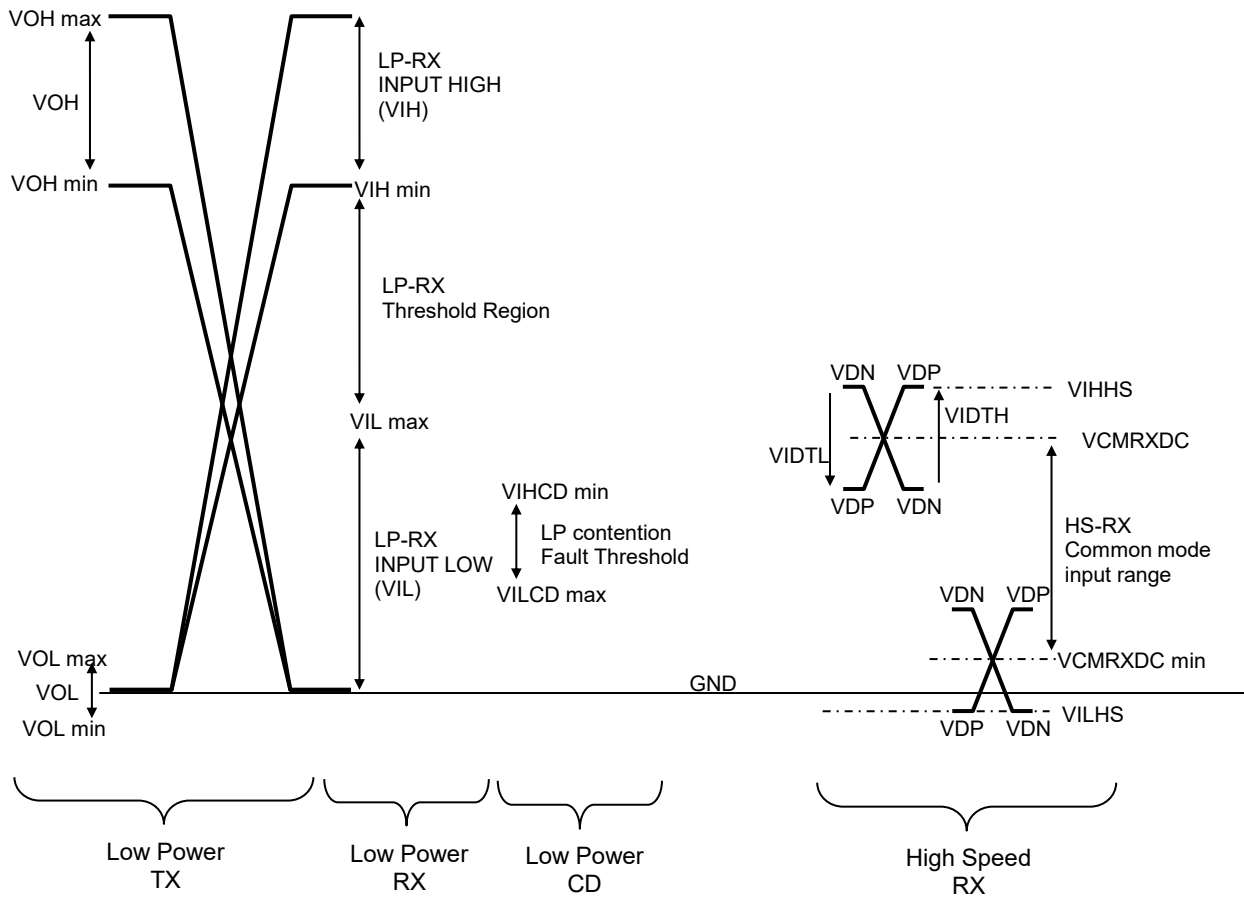 VOH max
VOH
VOH min
LP-RX
INPUT HIGH
(VIH)
VIH min
LP-RX
Threshold Region
VIL max
LP-RX
INPUT LOW
(VIL)
VIHCD min
LP contention
Fault Threshold
VILCD max
VOL max
VOL
VOL min
GND
VDN
VDP
VIHHS
VIDTH
VCMRXDC
VIDTL
VDP
VDN
HS-RX
Common mode
input range
VDN
VDP
VCMRXDC min
VILHS
VDP
VDN
Low Power
TX
Low Power
RX
Low Power
CD
High Speed
RX